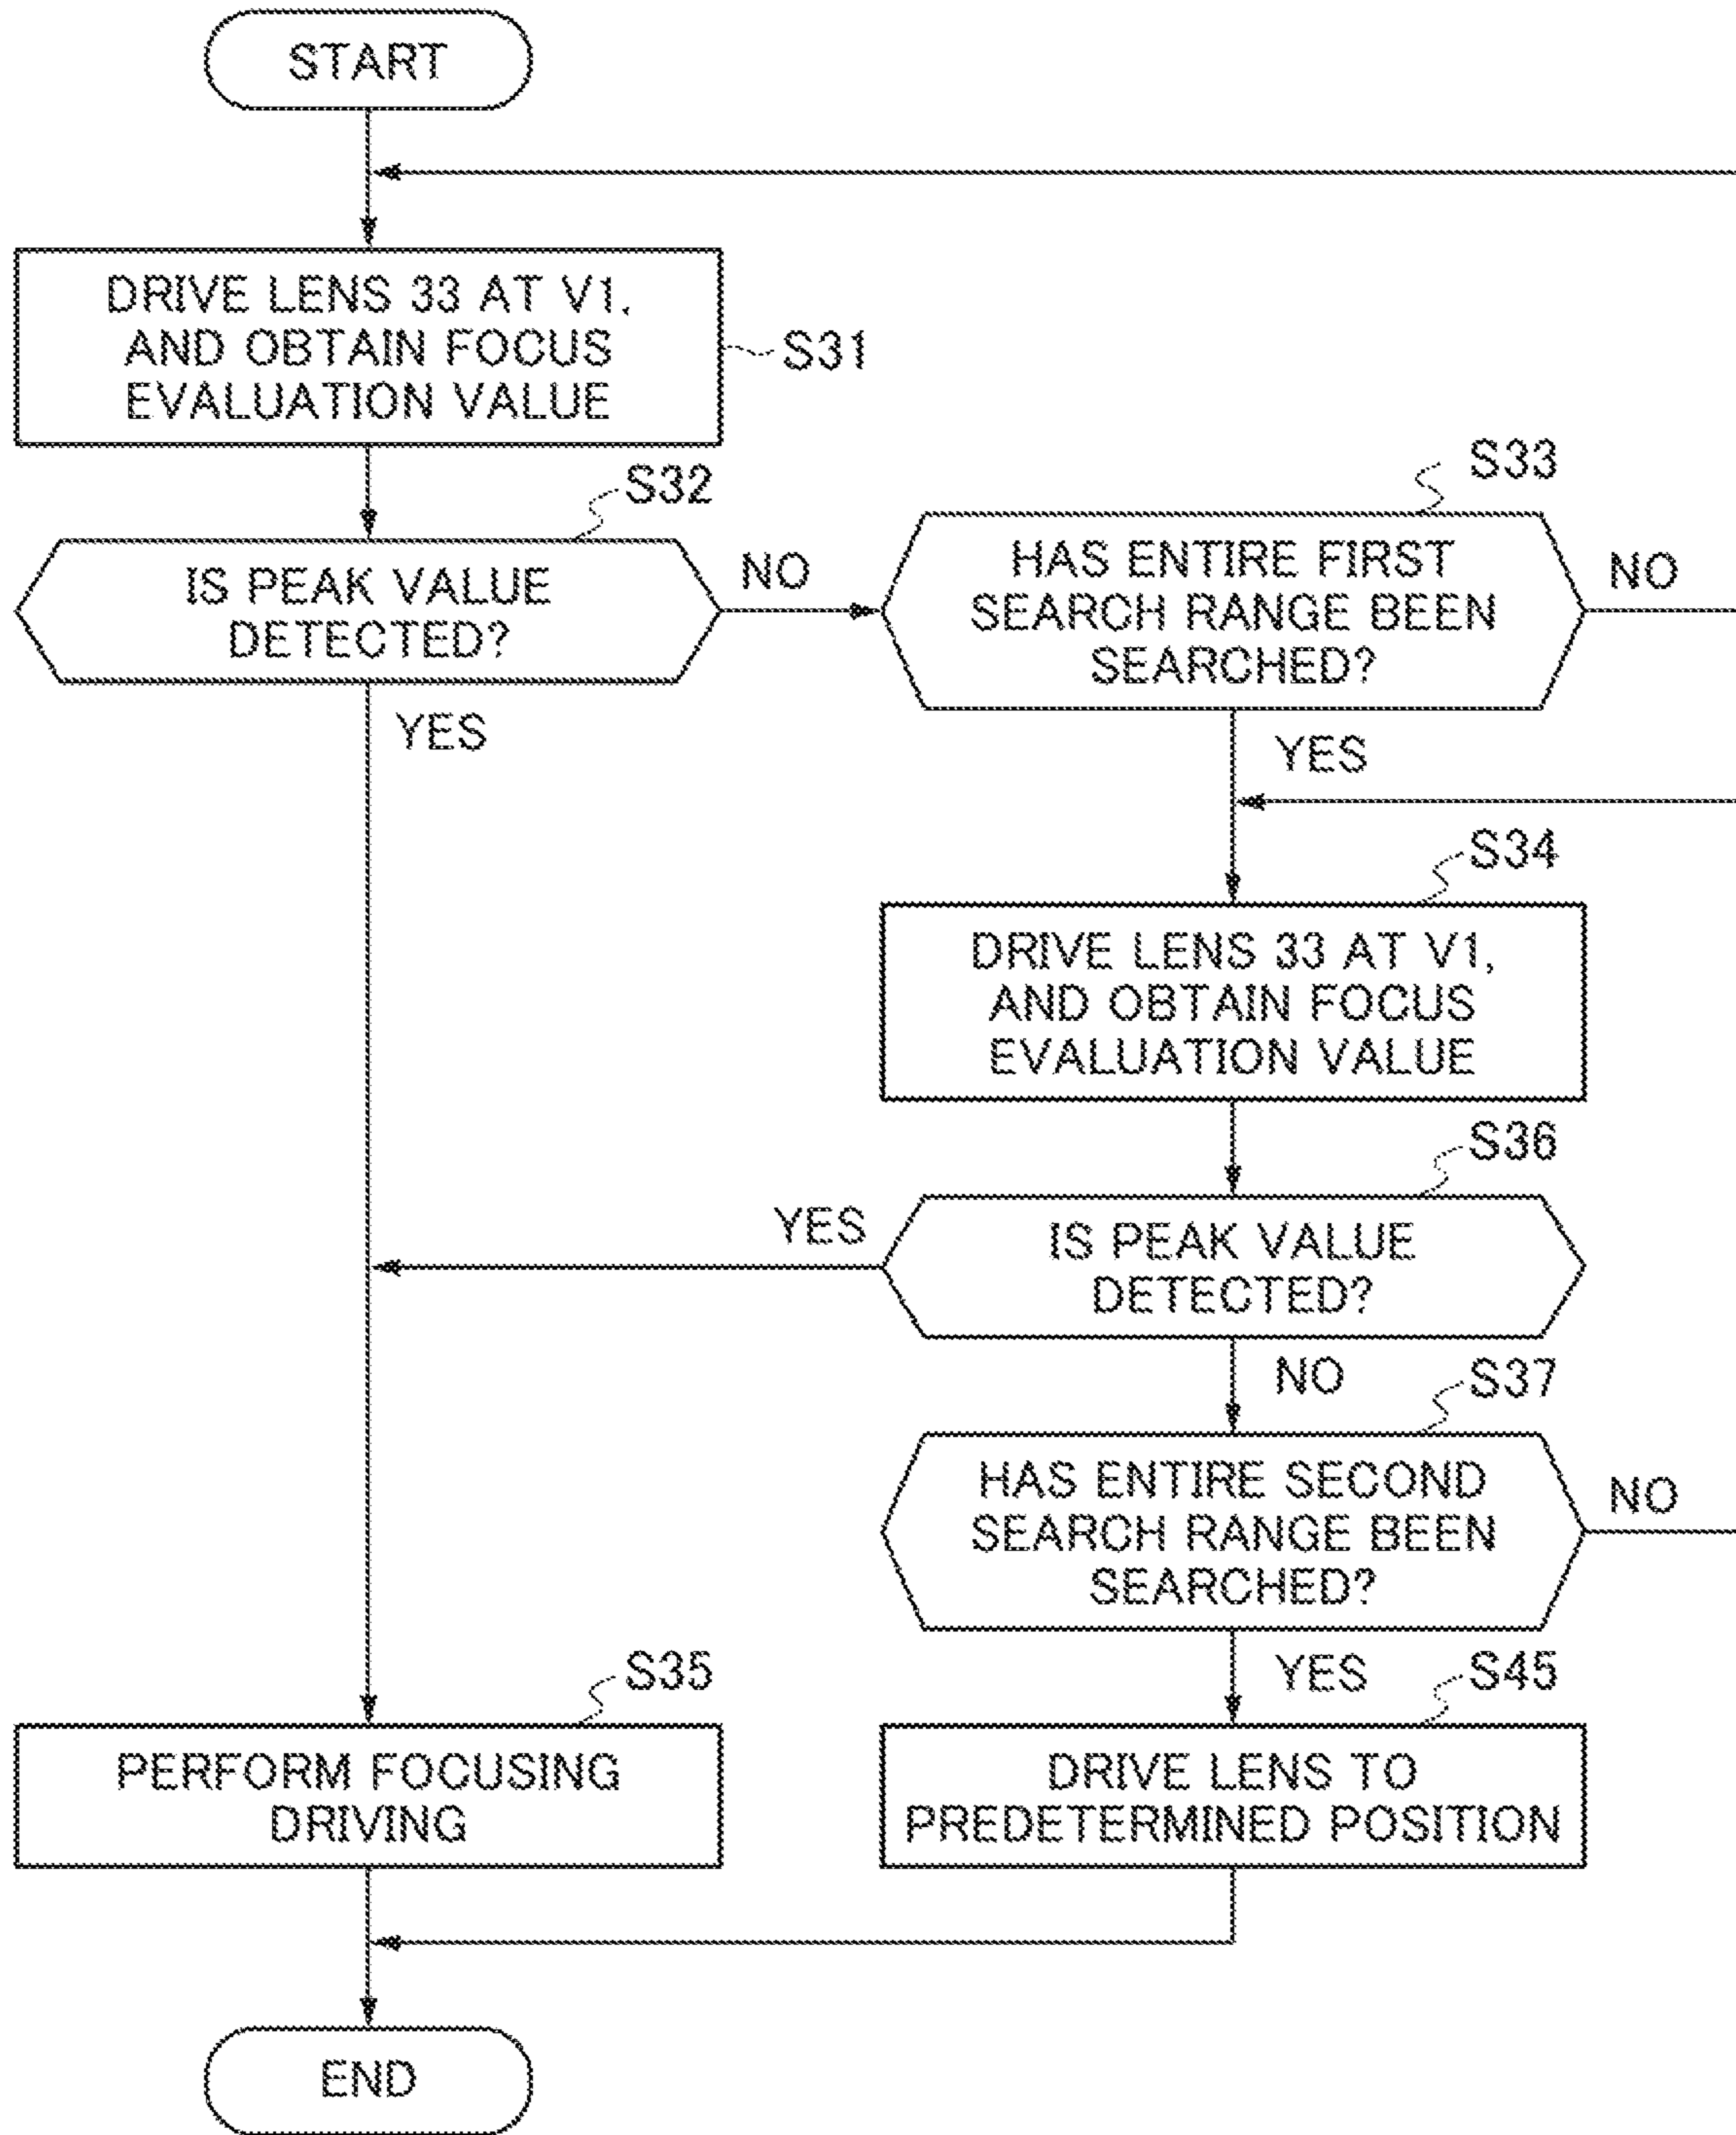 START
DRIVE LENS 33 AT V1,
AND OBTAIN FOCUS
EVALUATION VALUE
S31
S32
IS PEAK VALUE
DETECTED?
NO
YES
S33
HAS ENTIRE FIRST
SEARCH RANGE BEEN
SEARCHED?
NO
YES
S34
DRIVE LENS 33 AT V1,
AND OBTAIN FOCUS
EVALUATION VALUE
S36
YES
IS PEAK VALUE
DETECTED?
NO
S37
HAS ENTIRE SECOND
SEARCH RANGE BEEN
SEARCHED?
NO
YES
S35
PERFORM FOCUSING
DRIVING
S45
DRIVE LENS TO
PREDETERMINED POSITION
END